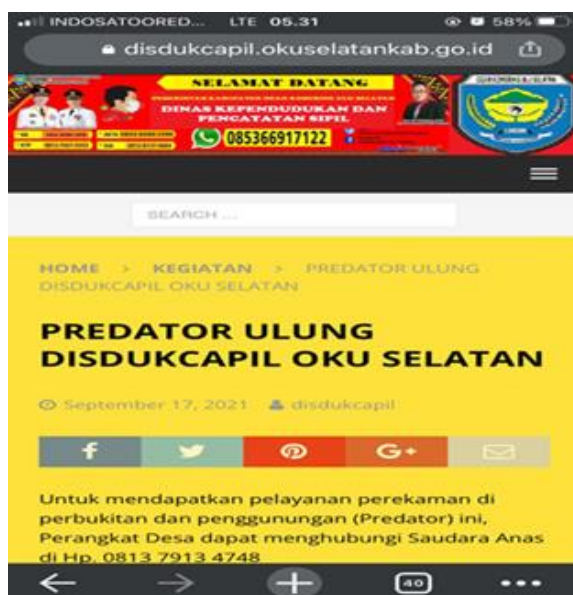 INDOSATOORED... LTE 05.31 58%
disdukcapil.okuselatankab.go.id
SELAMAT DATANG
DINAS KEPENDUDUKAN DAN
PENCATATAN SIPIL
085366917122
SEARCH ...
HOME > KEGIATAN > PREDATOR ULUNG
DISDUKCAPIL OKU SELATAN
PREDATOR ULUNG
DISDUKCAPIL OKU SELATAN
September 17, 2021 disdukcapil
f G+
Untuk mendapatkan pelayanan perekaman di
perbukitan dan penggunungan (Predator) ini,
Perangkat Desa dapat menghubungi Saudara Anas
di Hp. 0813 7913 4748
40